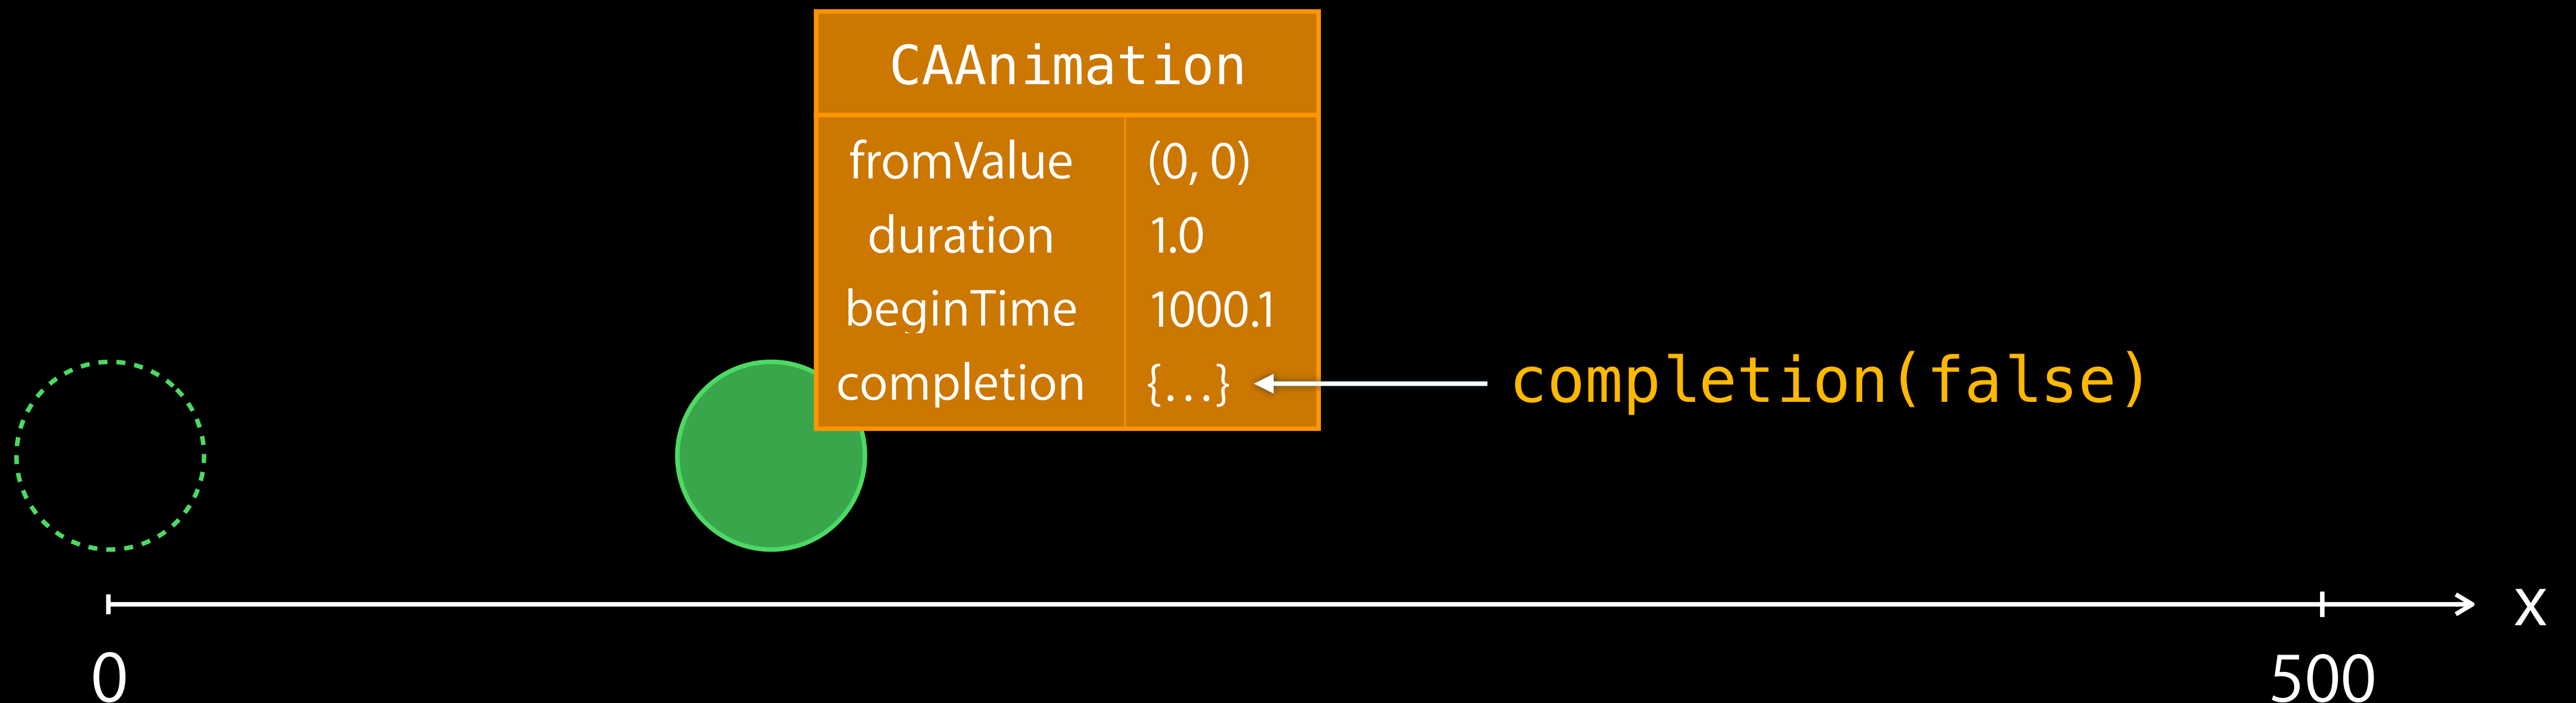 CAAnimation
fromValue (0, 0)
duration 1.0
beginTime 1000.1
completion {...} completion(false)
x
0 500